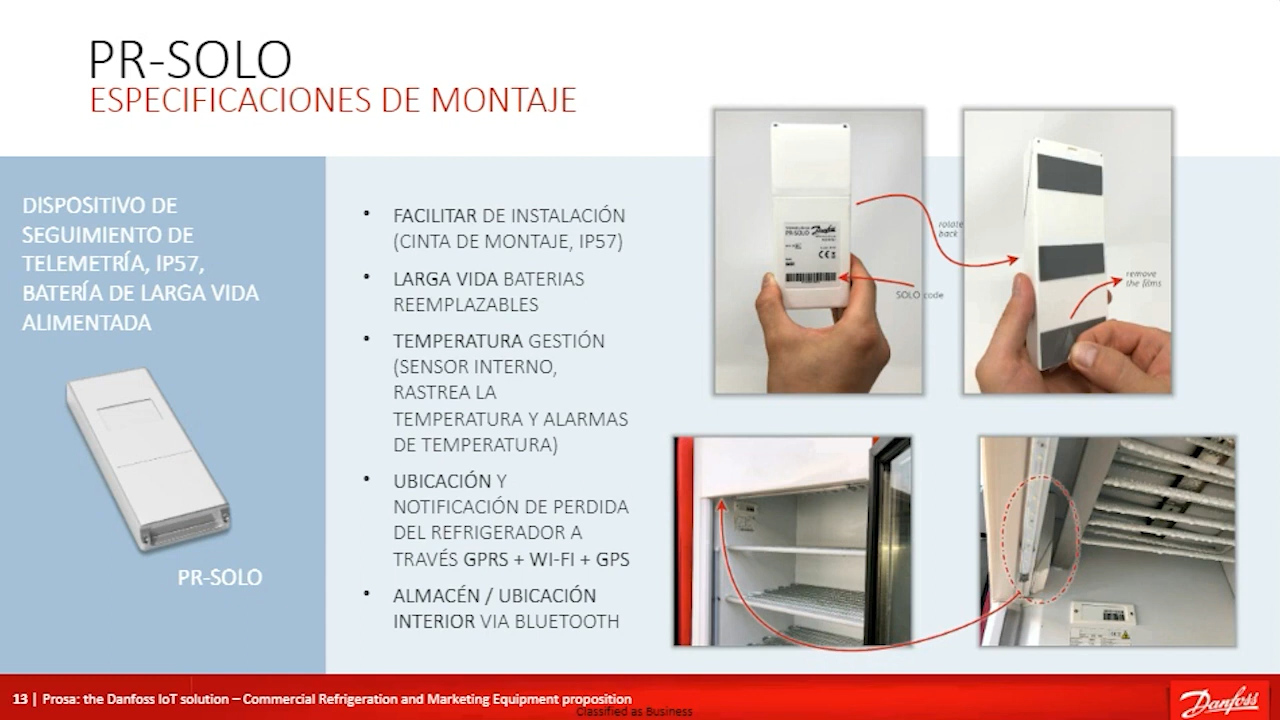 PR-SOLO
ESPECIFICACIONES DE MONTAJE
DISPOSITIVO DE
SEGUIMIENTO DE
TELEMETRÍA, IP57,
BATERÍA DE LARGA VIDA
ALIMENTADA
PR-SOLO
• FACILITAR DE INSTALACIÓN
(CINTA DE MONTAJE, IP57)
• LARGA VIDA BATERIAS
REEMPLAZABLES
• TEMPERATURA GESTIÓN
(SENSOR INTERNO,
RASTREA LA
TEMPERATURA Y ALARMAS
DE TEMPERATURA)
• UBICACIÓN Y
NOTIFICACIÓN DE PERDIDA
DEL REFRIGERADOR A
TRAVÉS GPRS + WI-FI + GPS
• ALMACÉN / UBICACIÓN
INTERIOR VIA BLUETOOTH
PR-SOLO
Danfoss
CE
rotate
back
SOLO code
remove
the films
13 | Prosa: the Danfoss IoT solution – Commercial Refrigeration and Marketing Equipment proposition
Classified as Business
Danfoss